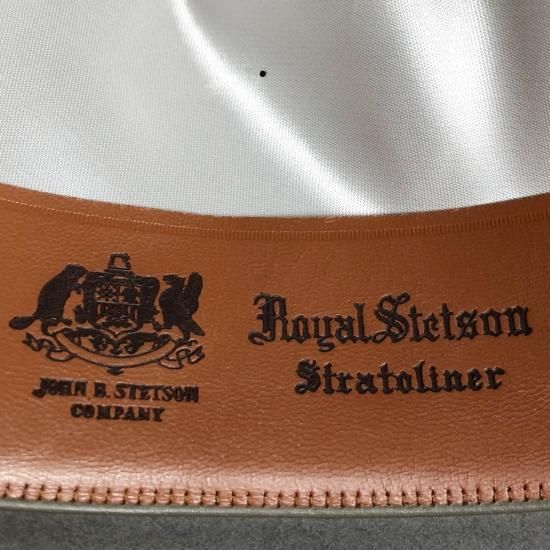 JOHN B. STETSON
COMPANY
Royal Stetson
Stratoliner